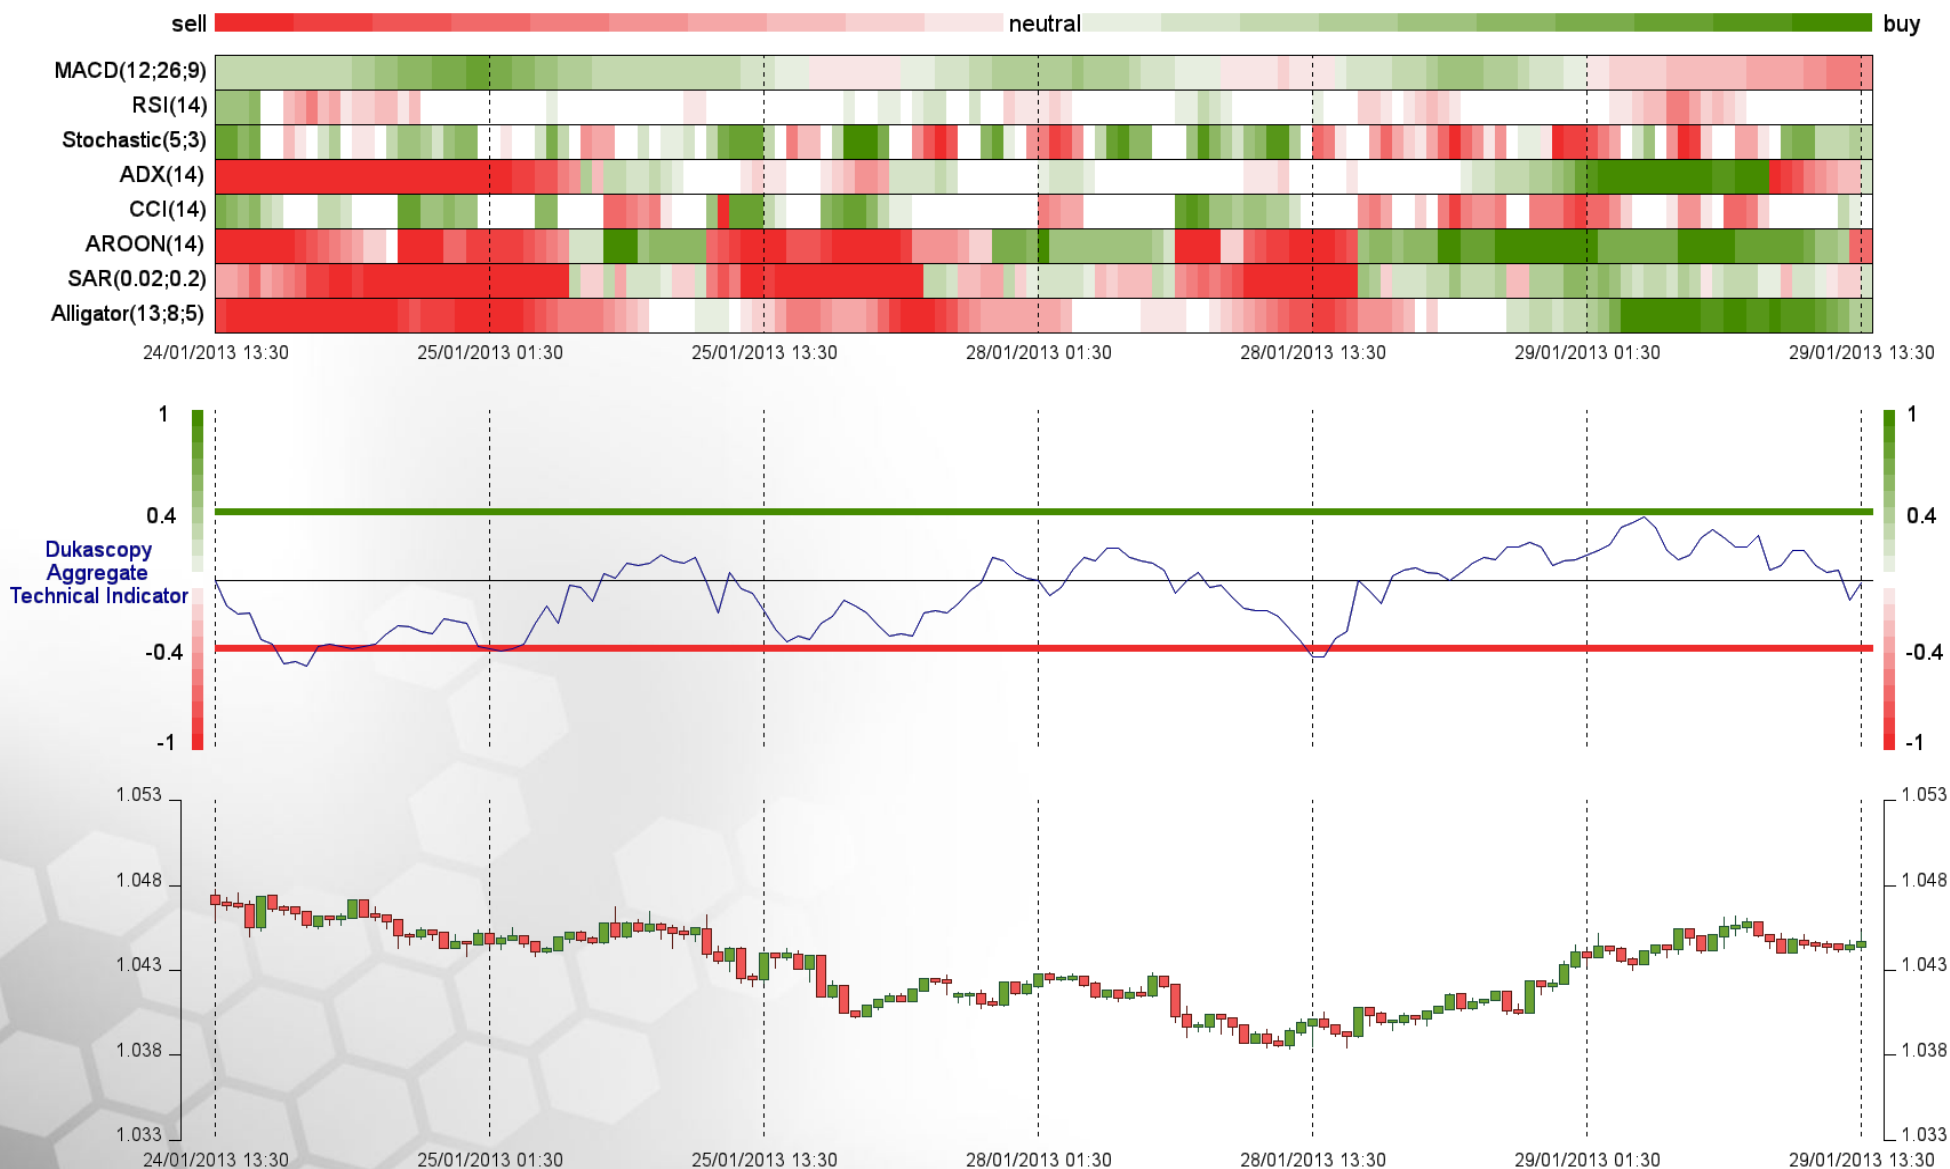 sell neutral buy
MACD(12;26;9)
RSI(14)
Stochastic(5;3)
ADX(14)
CCI(14)
AROON(14)
SAR(0.02;0.2)
Alligator(13;8;5)
24/01/2013 13:30 25/01/2013 01:30 25/01/2013 13:30 28/01/2013 01:30 28/01/2013 13:30 29/01/2013 01:30 29/01/2013 13:30
1 1
0.4 0.4
Dukascopy
Aggregate
Technical Indicator
-0.4 -0.4
-1 -1
1.053 1.053
1.048 1.048
1.043 1.043
1.038 1.038
1.033 1.033
24/01/2013 13:30 25/01/2013 01:30 25/01/2013 13:30 28/01/2013 01:30 28/01/2013 13:30 29/01/2013 01:30 29/01/2013 13:30